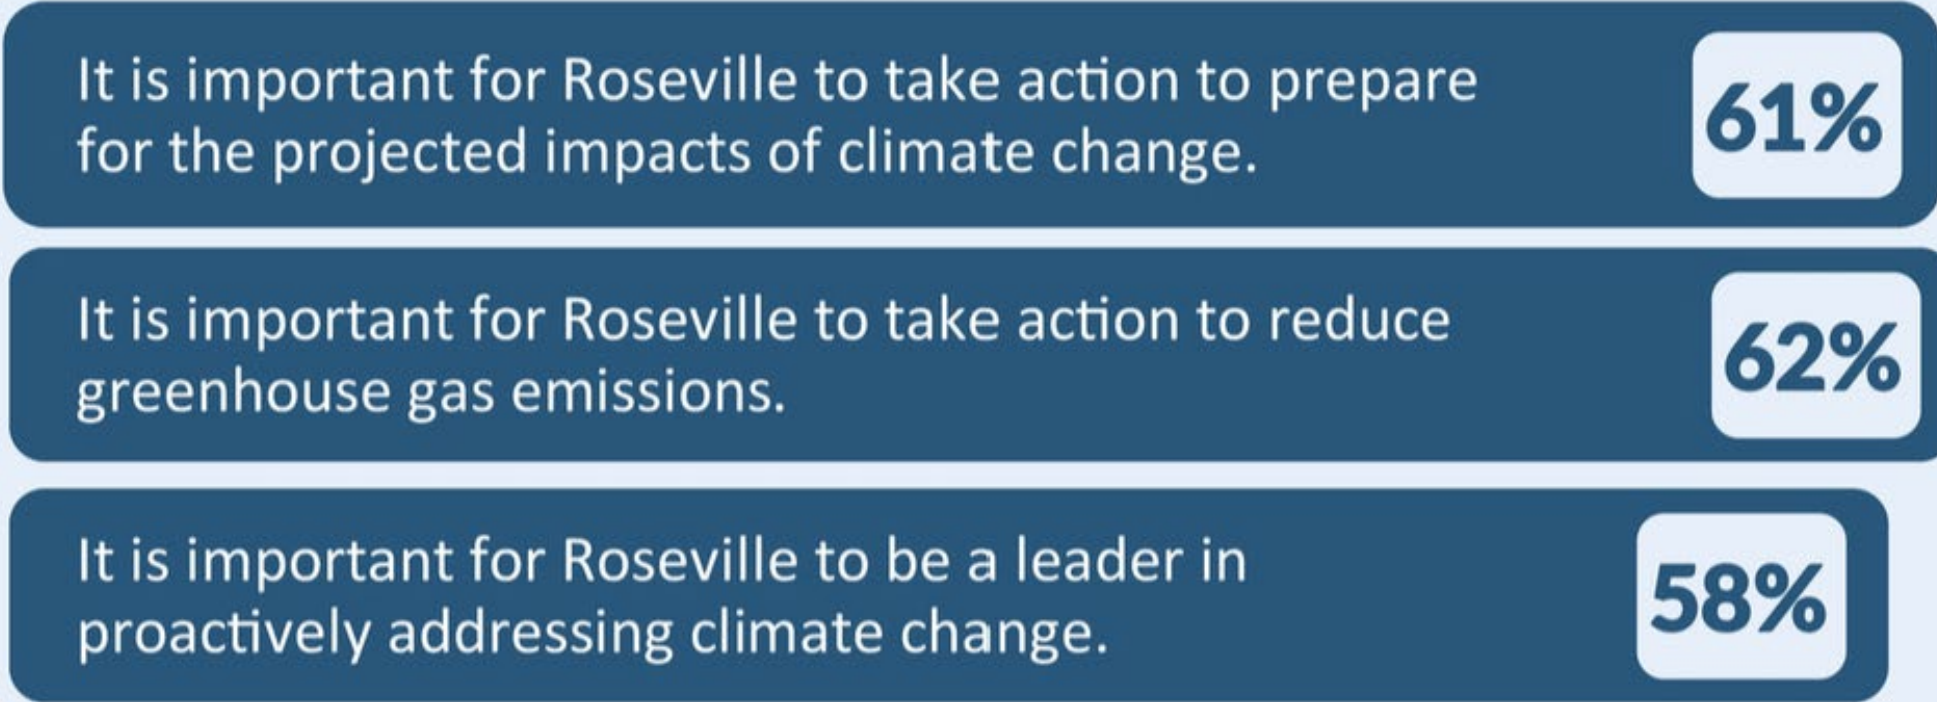 It is important for Roseville to take action to prepare
for the projected impacts of climate change.
61%
It is important for Roseville to take action to reduce
greenhouse gas emissions.
62%
It is important for Roseville to be a leader in
proactively addressing climate change.
58%